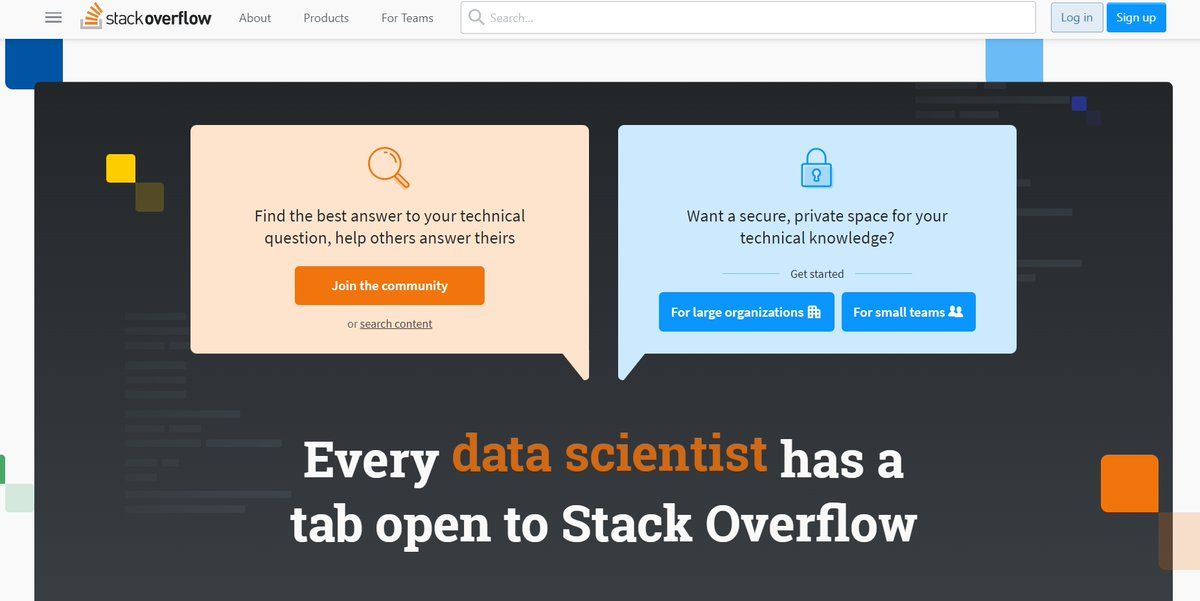 stackoverflow
About
Products
For Teams
Search...
Log in
Sign up
Find the best answer to your technical
question, help others answer theirs
Join the community
or search content
Want a secure, private space for your
technical knowledge?
Get started
For large organizations
For small teams
Every data scientist has a
tab open to Stack Overflow